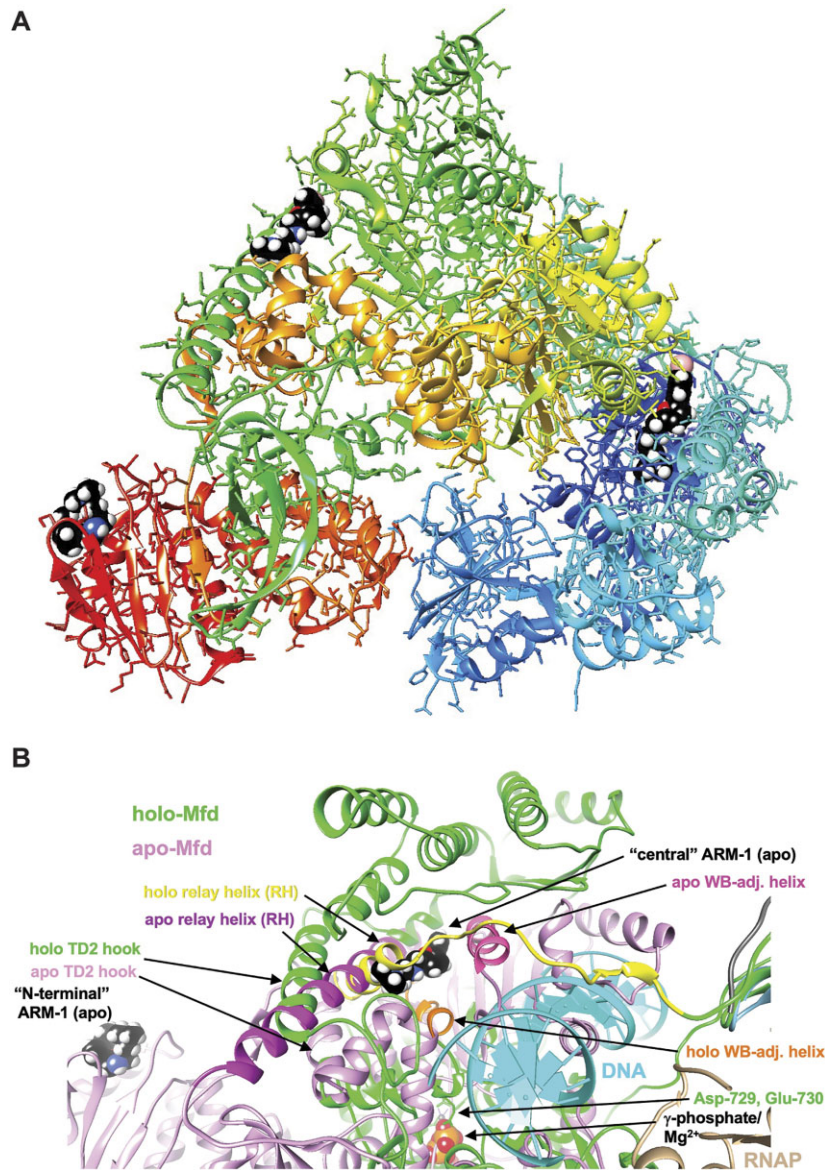 A
B
holo-Mfd
apo-Mfd
“central” ARM-1 (apo)
apo WB-adj. helix
holo relay helix (RH)
apo relay helix (RH)
holo TD2 hook
apo TD2 hook
“N-terminal”
ARM-1 (apo)
holo WB-adj. helix
DNA
Asp-729, Glu-730
γ-phosphate/
Mg²⁺
RNAP